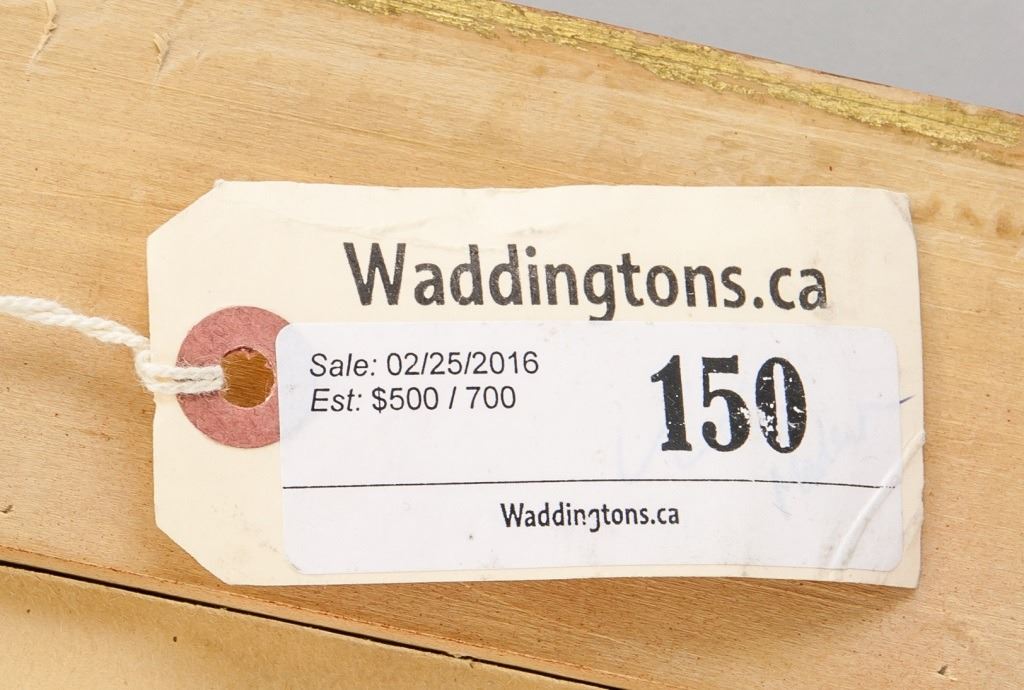 Waddingtons.ca
Sale: 02/25/2016
Est: $500 / 700
150
Waddingtons.ca